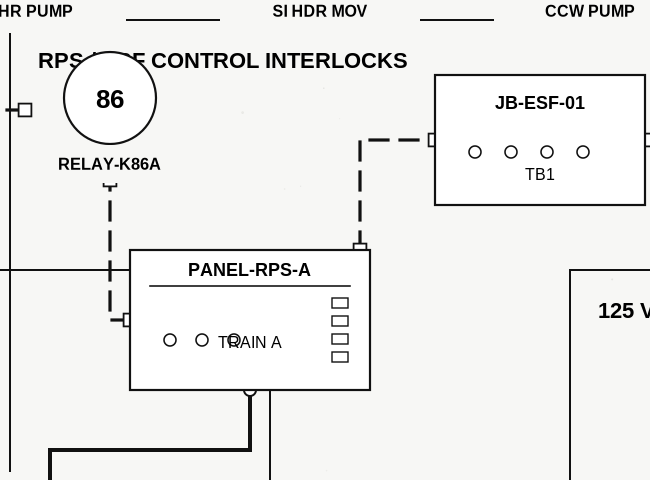 HR PUMP
SI HDR MOV
CCW PUMP
CONTROL INTERLOCKS
86
RELAY-K86A
JB-ESF-01
TB1
PANEL-RPS-A
TRAIN A
125 V